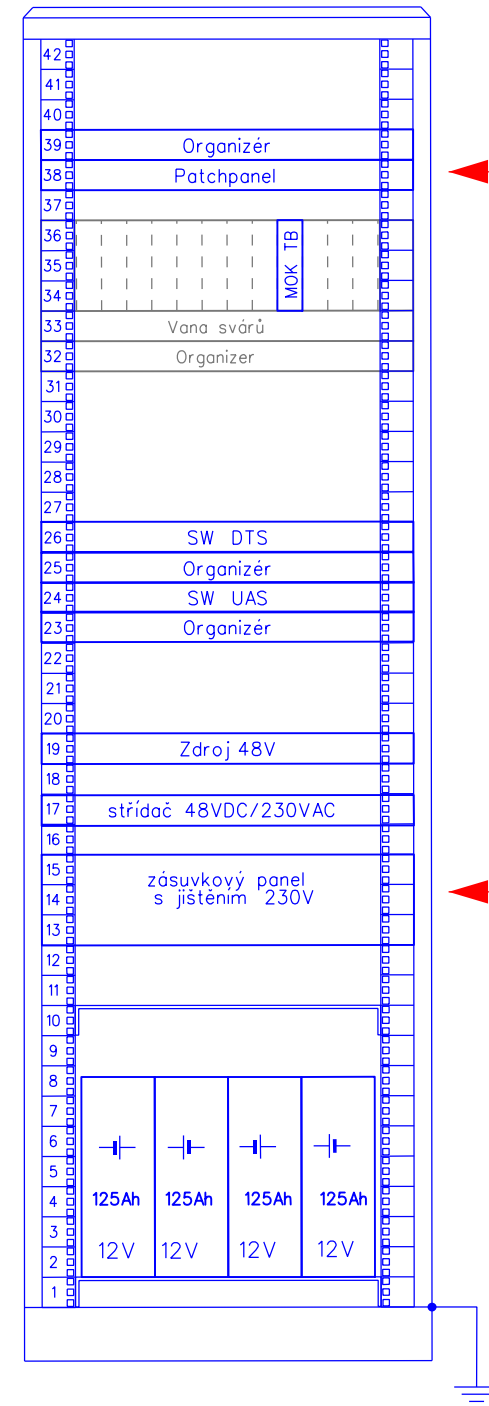 42
41
40
39 Organizér
38 Patchpanel
37
36
MOK TB
35
34
33 Vana svárů
32 Organizer
31
30
29
28
27
26 SW DTS
25 Organizér
24 SW UAS
23 Organizér
22
21
20
19 Zdroj 48V
18
17 střídač 48VDC/230VAC
16
15 zásuvkový panel
14 s jištěním 230V
13
12
11
10
9
8
7
6
5
4 125Ah 125Ah 125Ah 125Ah
3
2 12V 12V 12V 12V
1